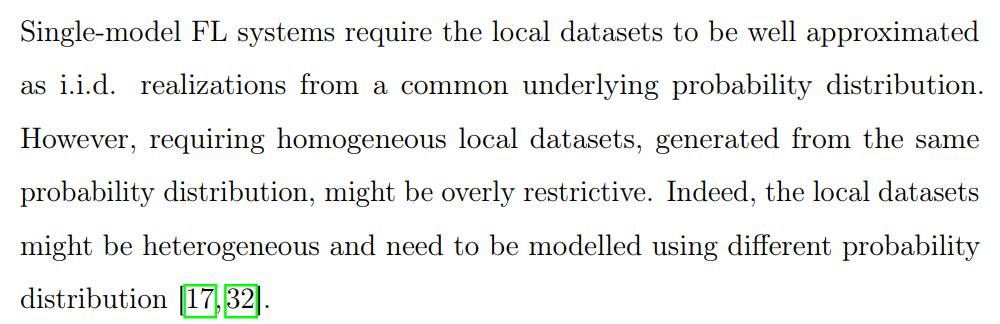 Single-model FL systems require the local datasets to be well approximated
as i.i.d. realizations from a common underlying probability distribution.
However, requiring homogeneous local datasets, generated from the same
probability distribution, might be overly restrictive. Indeed, the local datasets
might be heterogeneous and need to be modelled using different probability
distribution [17, 32].